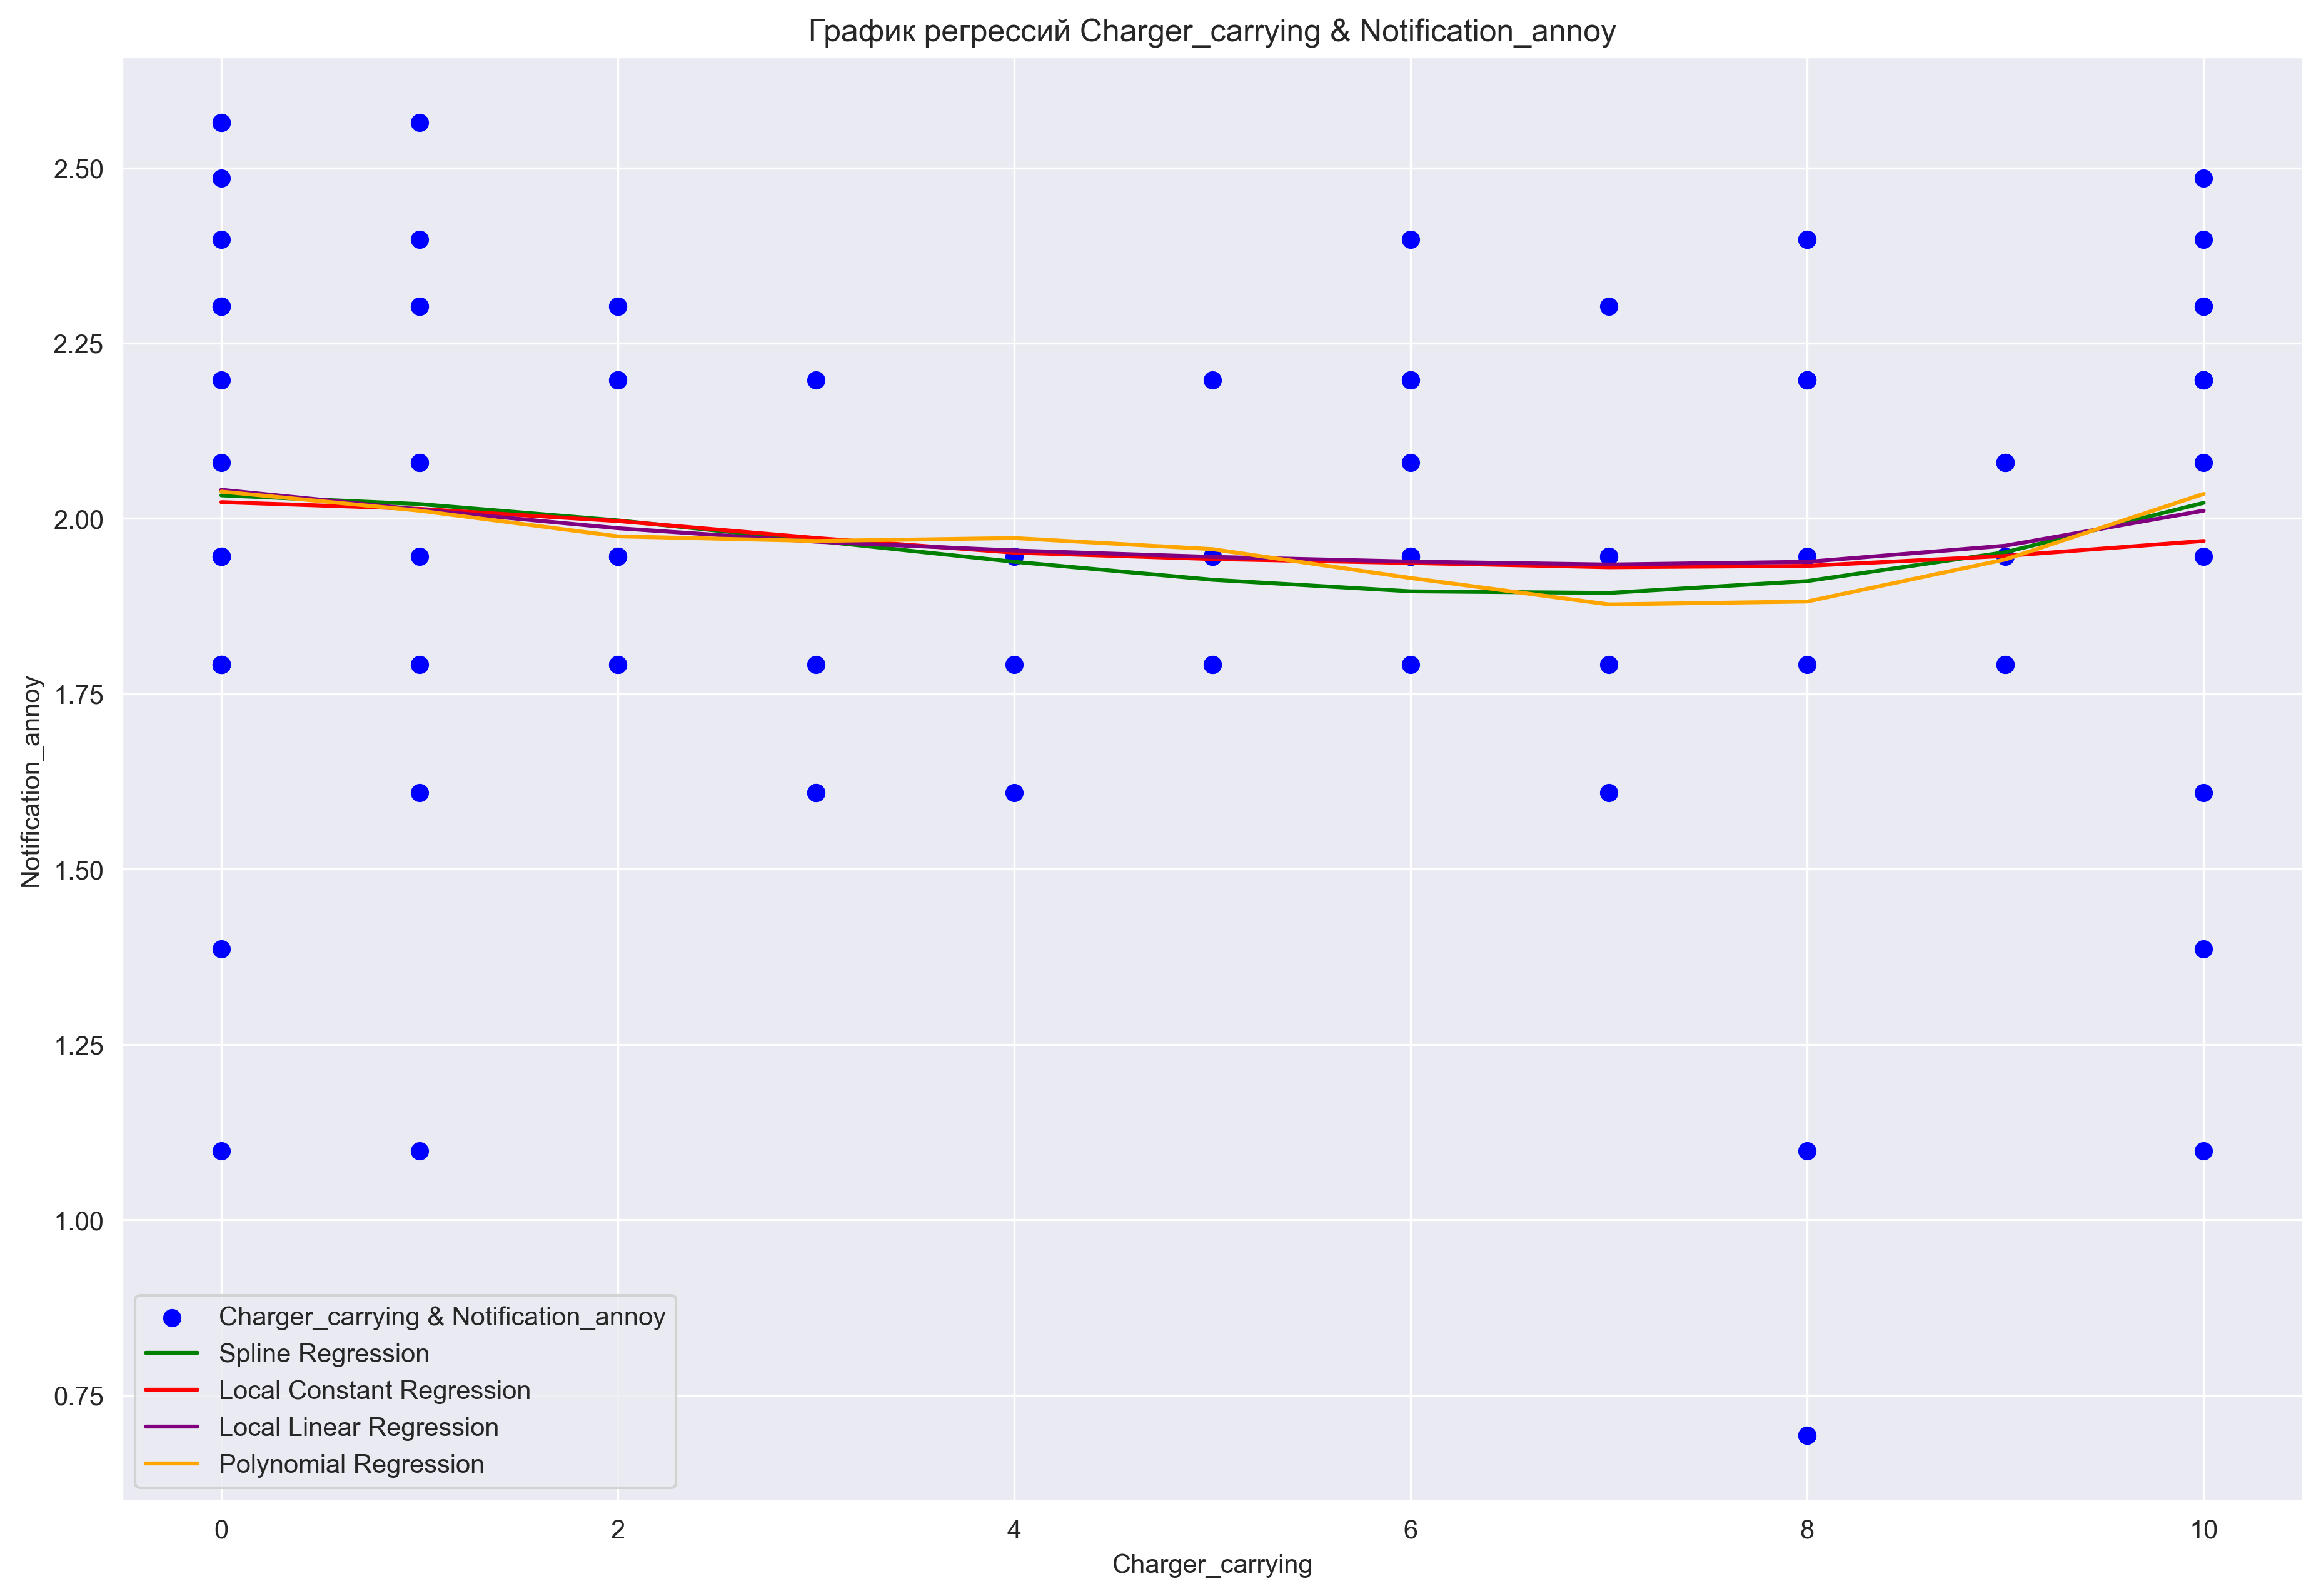 График регрессий Charger_carrying & Notification_annoy
2.50
2.25
2.00
1.75
1.50
1.25
1.00
0.75
Notification_annoy
Charger_carrying & Notification_annoy
Spline Regression
Local Constant Regression
Local Linear Regression
Polynomial Regression
0 2 4 6 8 10
Charger_carrying